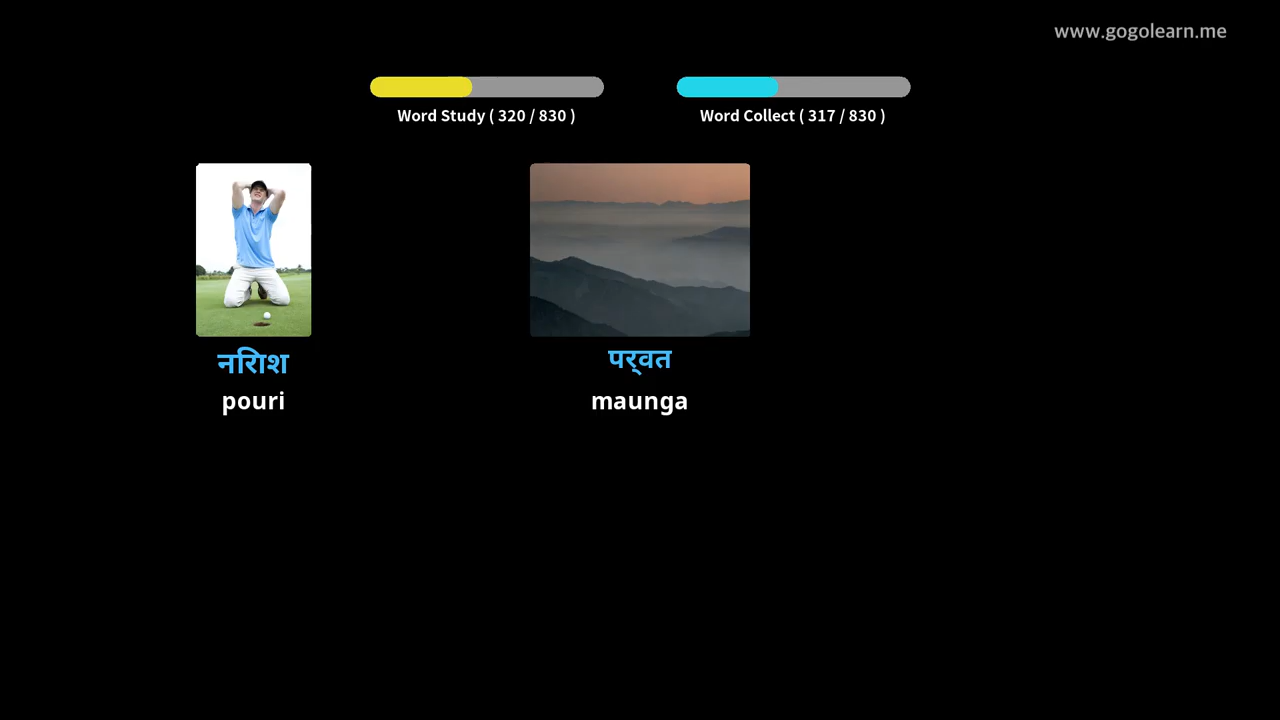 www.gogolearn.me
Word Study ( 320 / 830 )
Word Collect ( 317 / 830 )
निराश
पर्वत
pouri
maunga